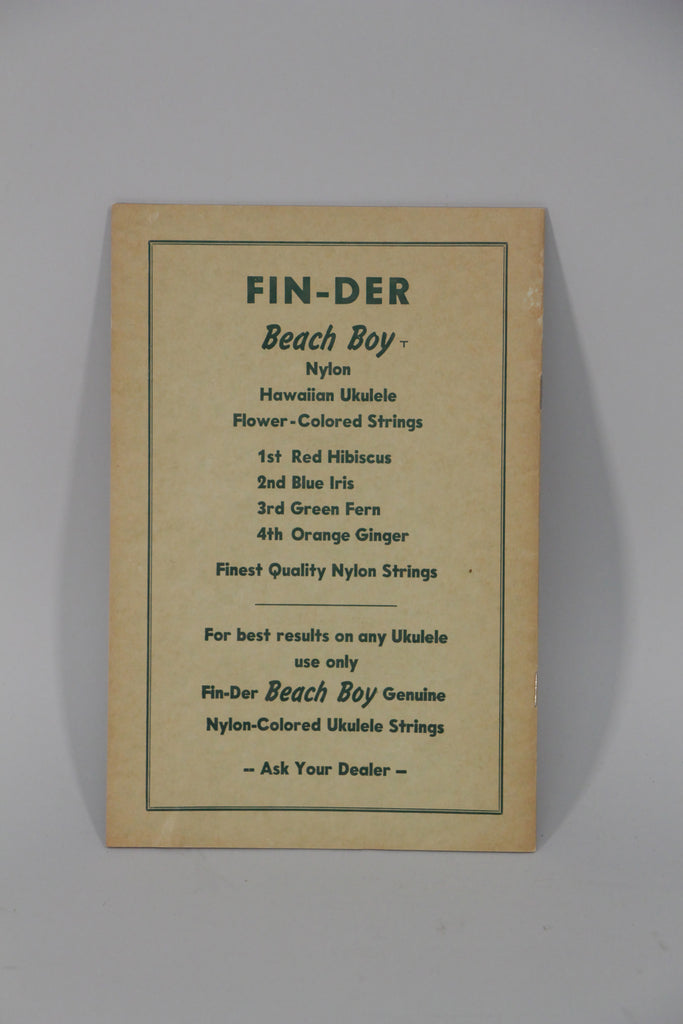 FIN-DER
Beach Boy T
Nylon
Hawaiian Ukulele
Flower-Colored Strings
1st Red Hibiscus
2nd Blue Iris
3rd Green Fern
4th Orange Ginger
Finest Quality Nylon Strings
For best results on any Ukulele
use only
Fin-Der Beach Boy Genuine
Nylon-Colored Ukulele Strings
-- Ask Your Dealer --